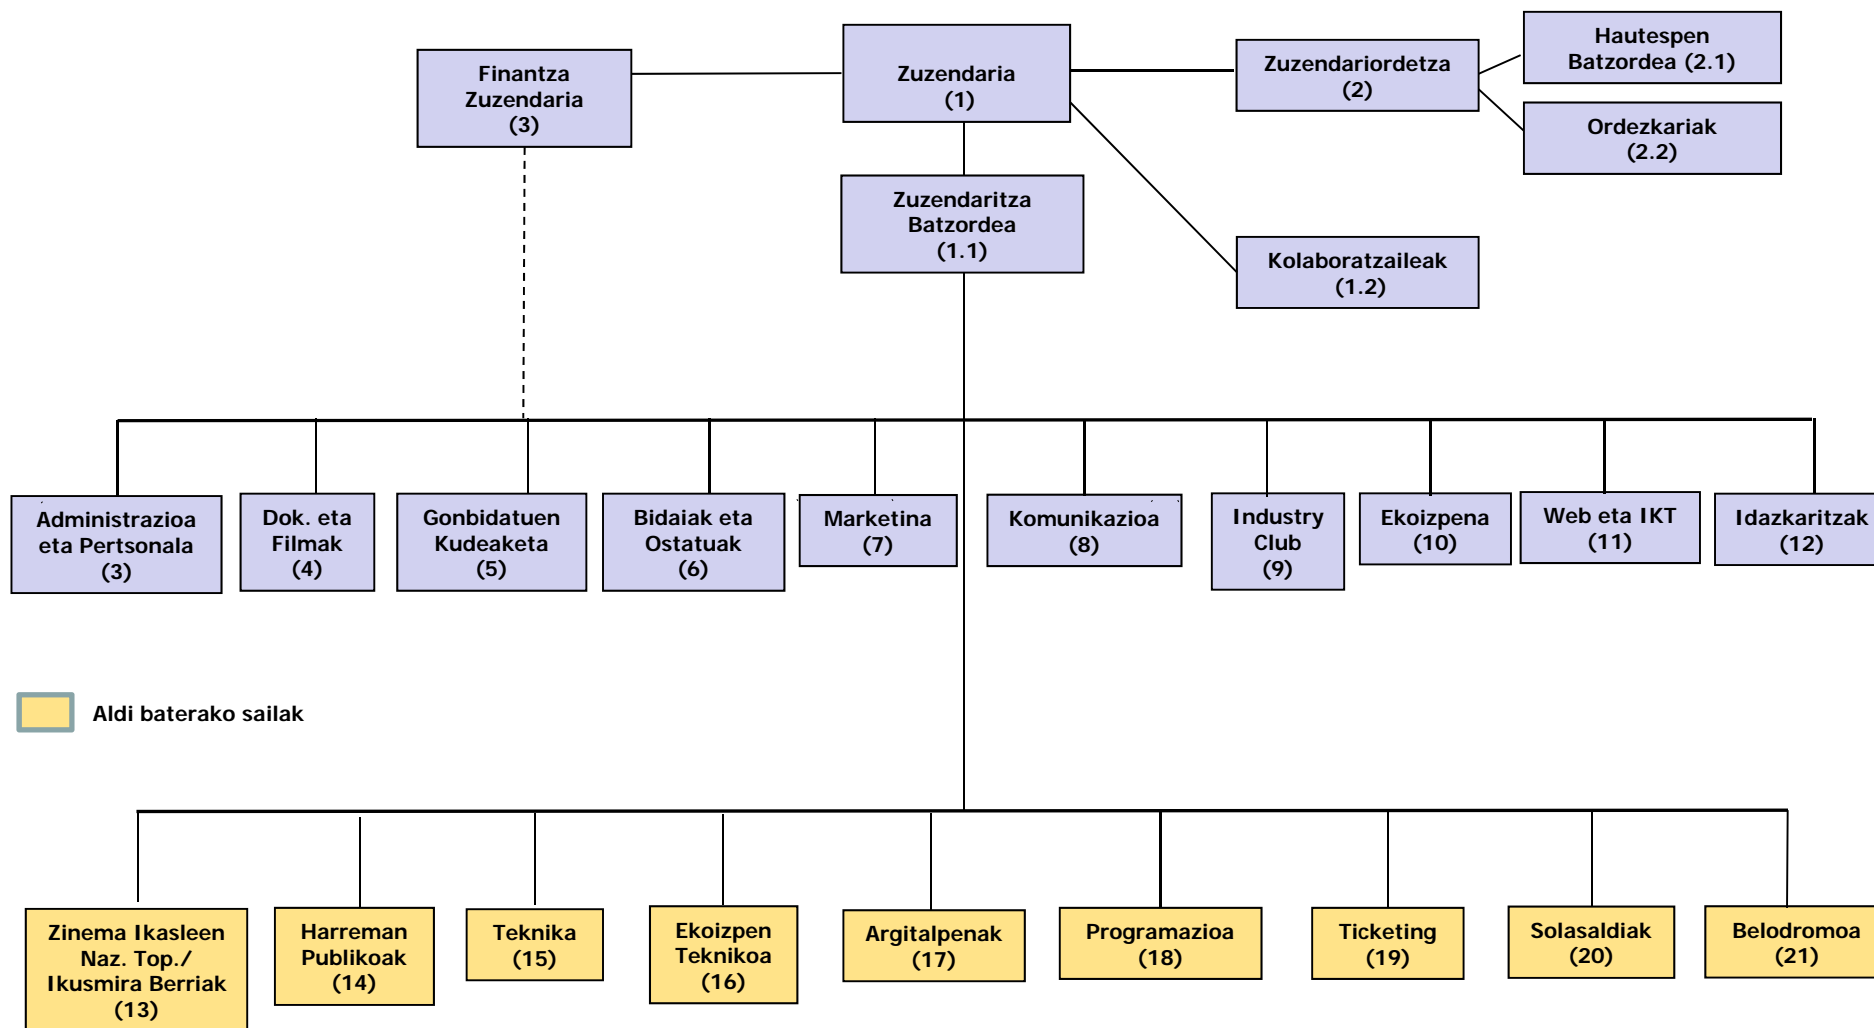 Finantza
Zuzendaria
(3)
Zuzendaria
(1)
Zuzendariordetza
(2)
Hautespen
Batzordea (2.1)
Ordezkariak
(2.2)
Zuzendaritza
Batzordea
(1.1)
Kolaboratzaileak
(1.2)
Administrazioa
eta Pertsonala
(3)
Dok. eta
Filmak
(4)
Gonbidatuen
Kudeaketa
(5)
Bidaiak eta
Ostatuak
(6)
Marketina
(7)
Komunikazioa
(8)
Industry
Club
(9)
Ekoizpena
(10)
Web eta IKT
(11)
Idazkaritzak
(12)
Aldi baterako sailak
Zinema Ikasleen
Naz. Top./
Ikusmira Berriak
(13)
Harreman
Publikoak
(14)
Teknika
(15)
Ekoizpen
Teknikoa
(16)
Argitalpenak
(17)
Programazioa
(18)
Ticketing
(19)
Solasaldiak
(20)
Belodromoa
(21)